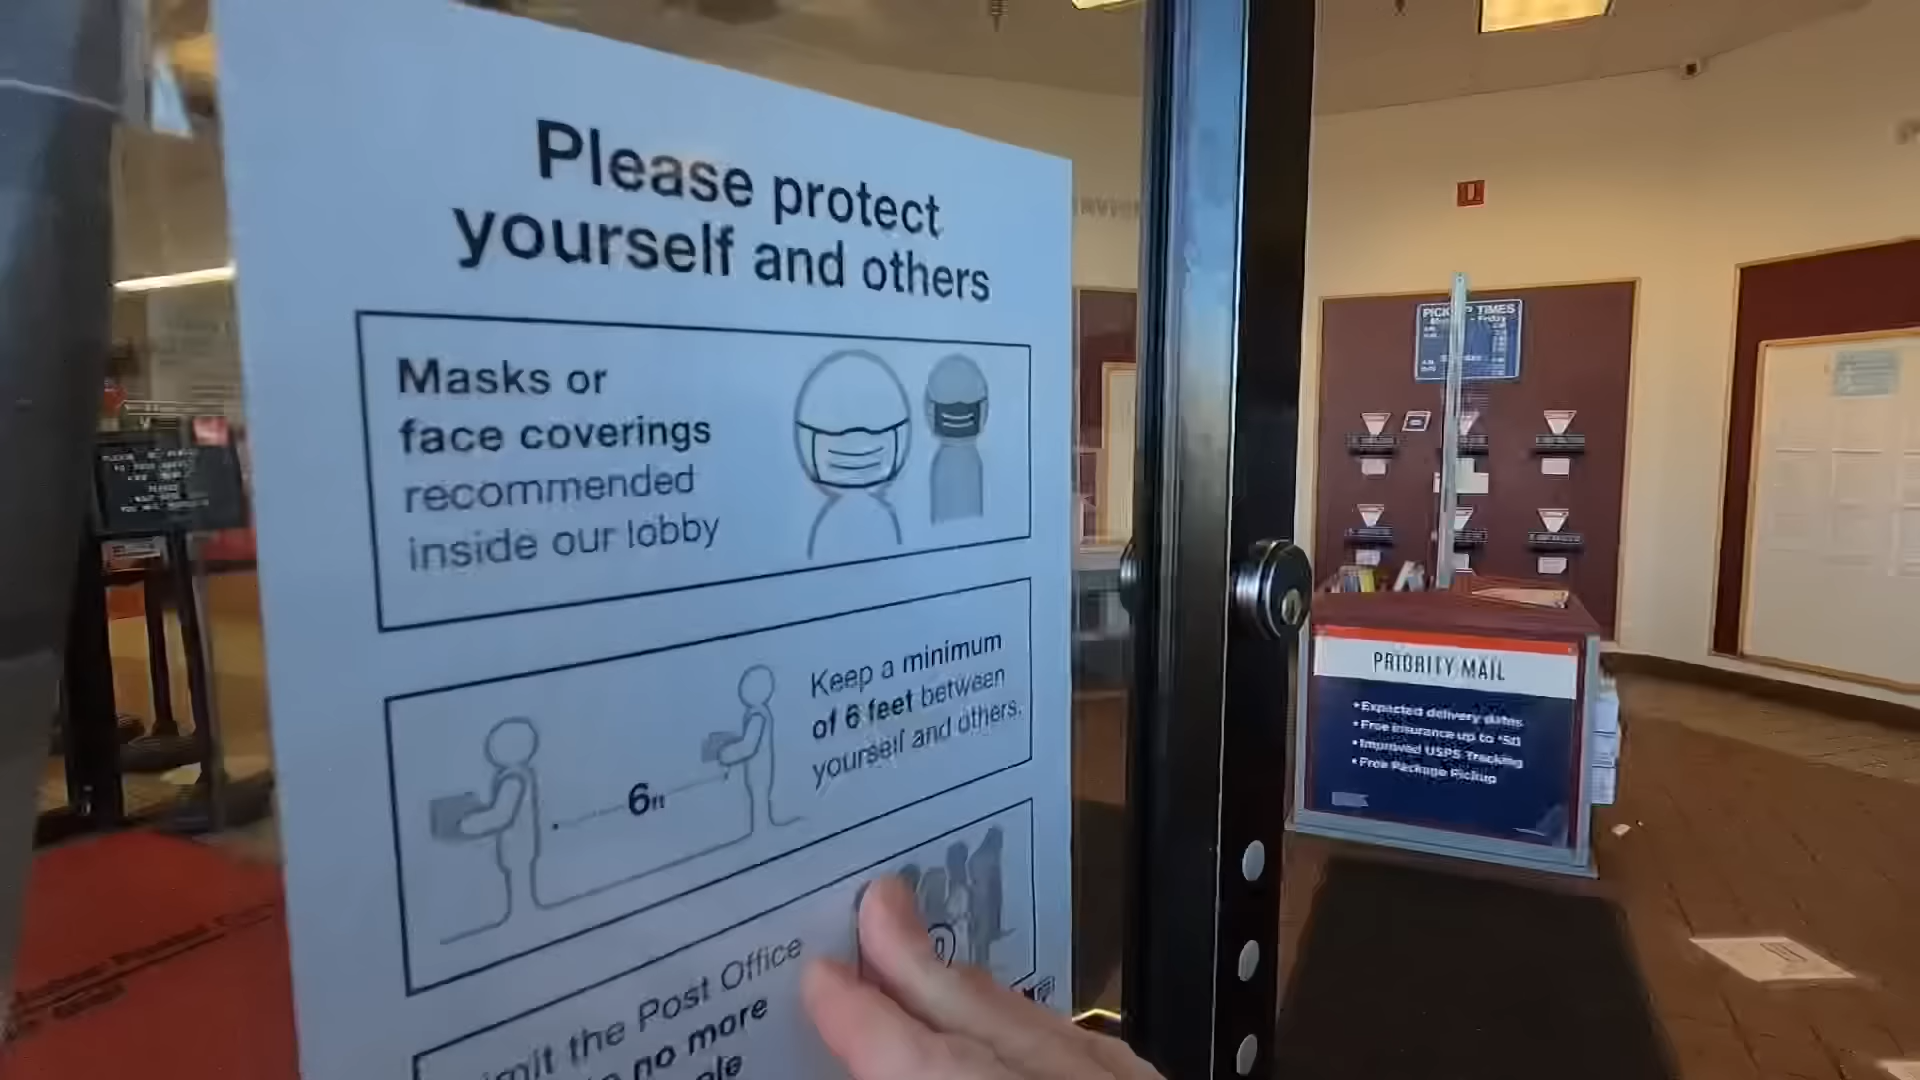 Please protect
yourself and others
Masks or
face coverings
recommended
inside our lobby
Keep a minimum
of 6 feet between
yourself and others.
6ft
the Post Office
no more
PICKUP TIMES
PRIORITY MAIL
• Expected delivery dates
• Free insurance up to $50
• Improved USPS Tracking
• Free Package Pickup